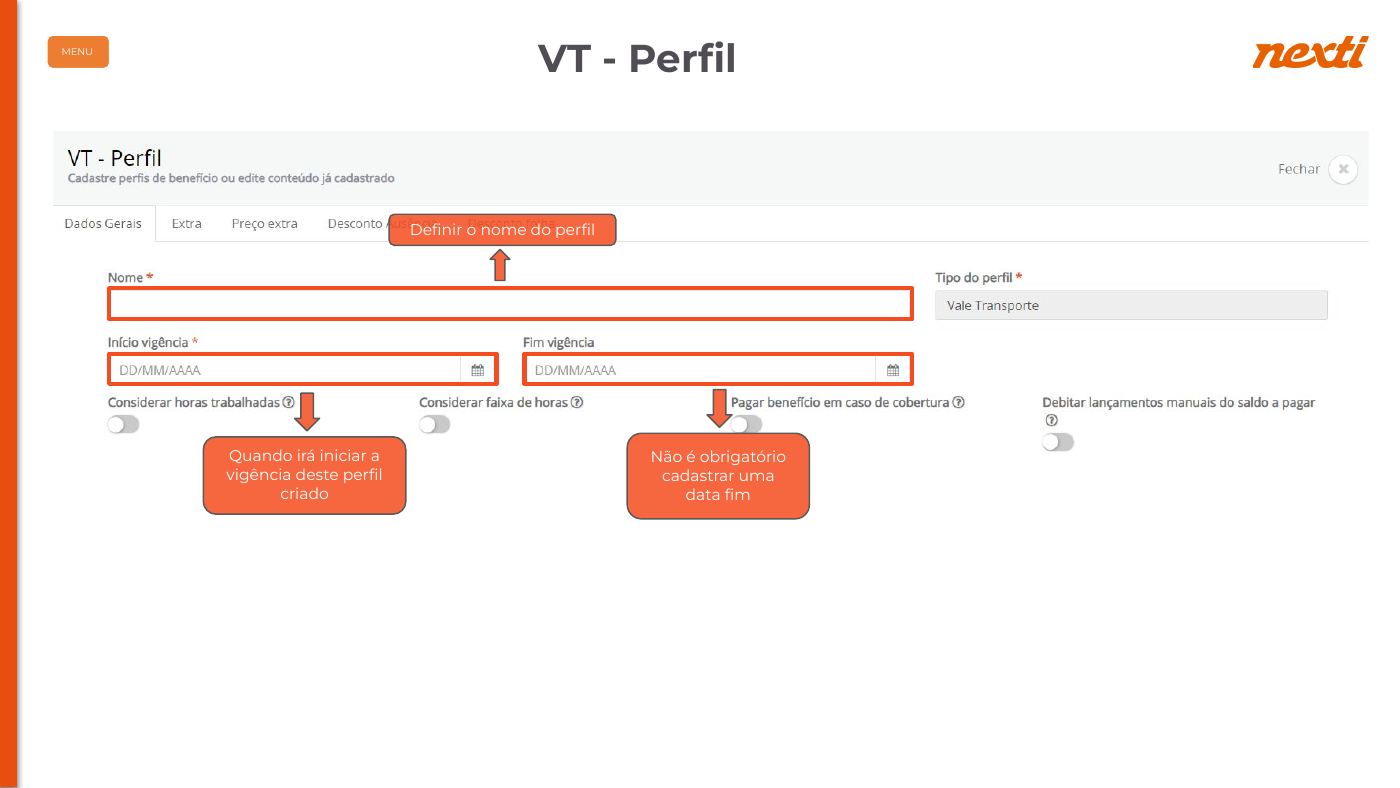 MENU
VT - Perfil
nexti
VT - Perfil
Cadastre perfis de benefício ou edite conteúdo já cadastrado
Fechar
Dados Gerais
Extra
Preço extra
Desconto
Definir o nome do perfil
Nome *
Tipo do perfil *
Vale Transporte
Início vigência *
Fim vigência
DD/MM/AAAA
DD/MM/AAAA
Considerar horas trabalhadas
Considerar faixa de horas
Pagar benefício em caso de cobertura
Debitar lançamentos manuais do saldo a pagar
Quando irá iniciar a
vigência deste perfil
criado
Não é obrigatório
cadastrar uma
data fim